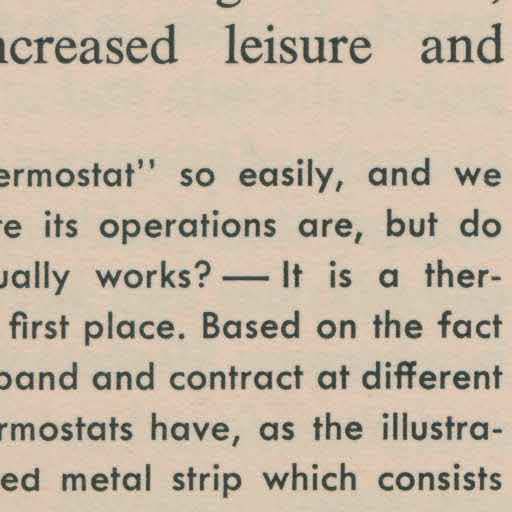 ncreased leisure and
ermostat" so easily, and we
re its operations are, but do
ually works? — It is a ther-
first place. Based on the fact
pand and contract at different
rmostats have, as the illustra-
ed metal strip which consists